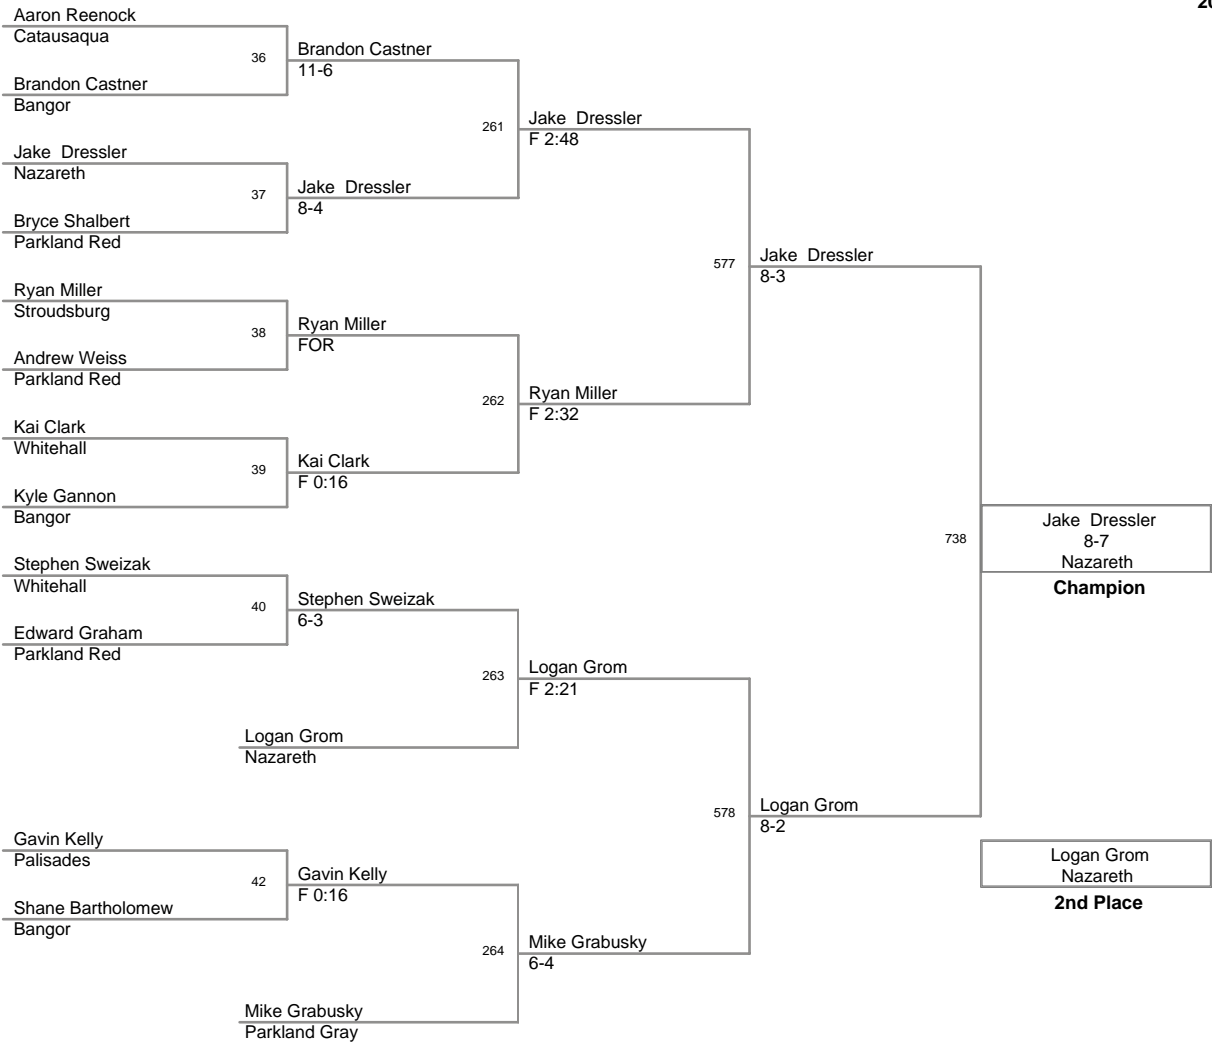 20
Aaron Reenock
Catausaqua
36
Brandon Castner
11-6
Brandon Castner
Bangor
261
Jake  Dressler
F 2:48
Jake  Dressler
Nazareth
37
Jake  Dressler
8-4
Bryce Shalbert
Parkland Red
577
Jake  Dressler
8-3
Ryan Miller
Stroudsburg
38
Ryan Miller
FOR
Andrew Weiss
Parkland Red
262
Ryan Miller
F 2:32
Kai Clark
Whitehall
39
Kai Clark
F 0:16
Kyle Gannon
Bangor
738
Jake  Dressler
8-7
Nazareth
Champion
Stephen Sweizak
Whitehall
40
Stephen Sweizak
6-3
Edward Graham
Parkland Red
263
Logan Grom
F 2:21
Logan Grom
Nazareth
578
Logan Grom
8-2
Gavin Kelly
Palisades
42
Gavin Kelly
F 0:16
Shane Bartholomew
Bangor
264
Mike Grabusky
6-4
Mike Grabusky
Parkland Gray
Logan Grom
Nazareth
2nd Place